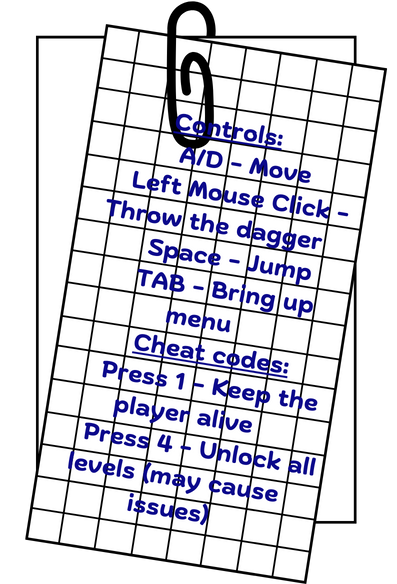 Controls:
A/D - Move
Left Mouse Click -
Throw the dagger
Space - Jump
TAB - Bring up
menu
Cheat codes:
Press 1 - Keep the
player alive
Press 4 - Unlock all
levels (may cause
issues)